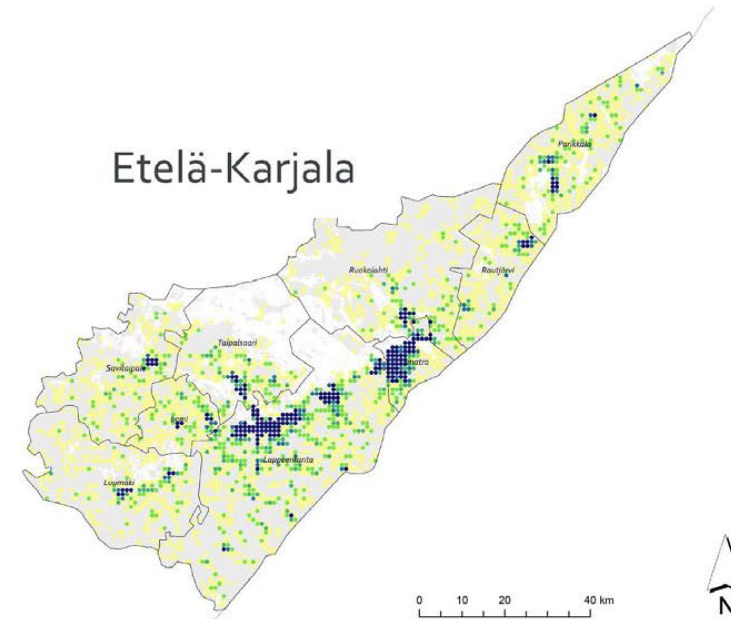 Etelä-Karjala
Parikkala
Ruokolahti
Rautjärvi
Taipalsaari
Savitaipale
Imatra
Lemi
Lappeenranta
Luumäki
0 10 20 40 km
N